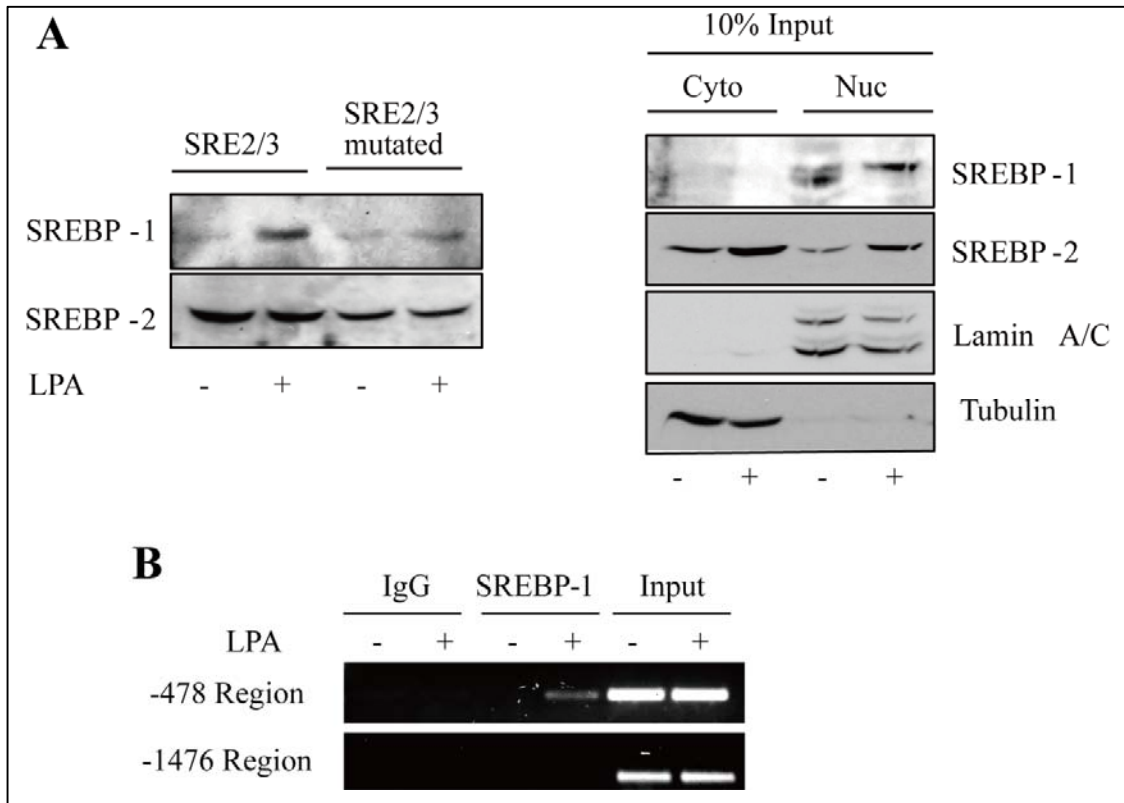 A
SRE2/3
SRE2/3
mutated
SREBP -1
SREBP -2
LPA - + - +
10% Input
Cyto Nuc
SREBP -1
SREBP -2
Lamin A/C
Tubulin
- + - +
B
IgG SREBP-1 Input
LPA - + - + - +
-478 Region
-1476 Region